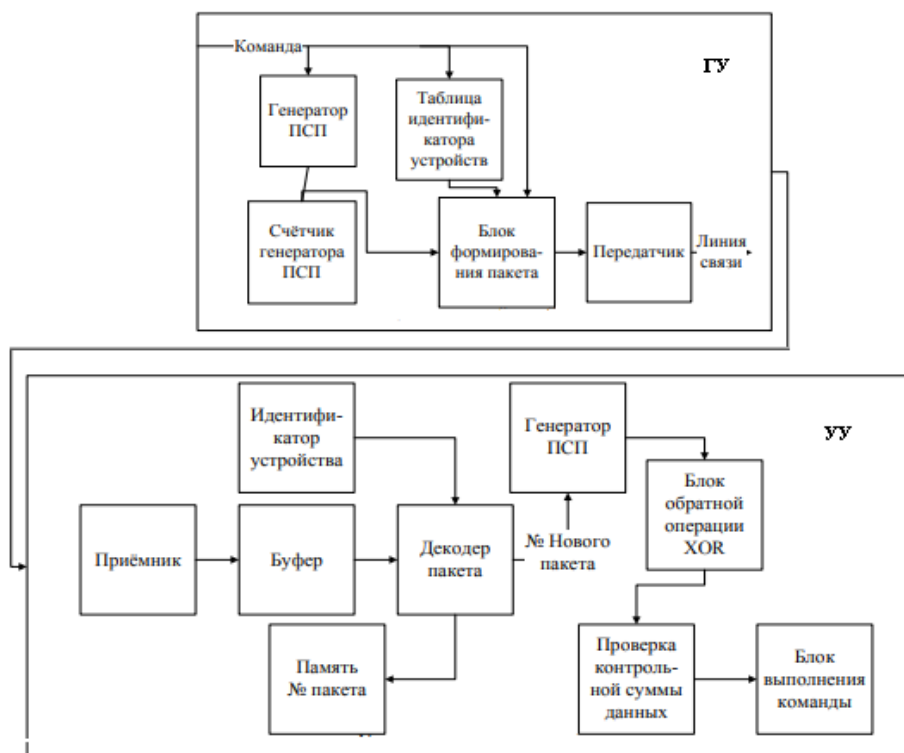 Команда
ГУ
Генератор
ПСП
Таблица
идентифи-
катора
устройств
Счётчик
генератора
ПСП
Блок
формирова-
ния пакета
Передатчик
Линия
связи
Идентифи-
катор
устройства
Генератор
ПСП
УУ
Блок
обратной
операции
XOR
Приёмник
Буфер
Декодер
пакета
№ Нового
пакета
Память
№ пакета
Проверка
контроль-
ной суммы
данных
Блок
выполнения
команды